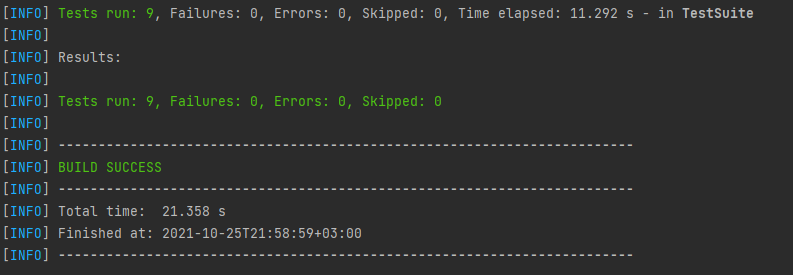 [INFO] Tests run: 9, Failures: 0, Errors: 0, Skipped: 0, Time elapsed: 11.292 s - in TestSuite
[INFO]
[INFO] Results:
[INFO]
[INFO] Tests run: 9, Failures: 0, Errors: 0, Skipped: 0
[INFO]
[INFO] ------------------------------------------------------------------------
[INFO] BUILD SUCCESS
[INFO] ------------------------------------------------------------------------
[INFO] Total time:  21.358 s
[INFO] Finished at: 2021-10-25T21:58:59+03:00
[INFO] ------------------------------------------------------------------------